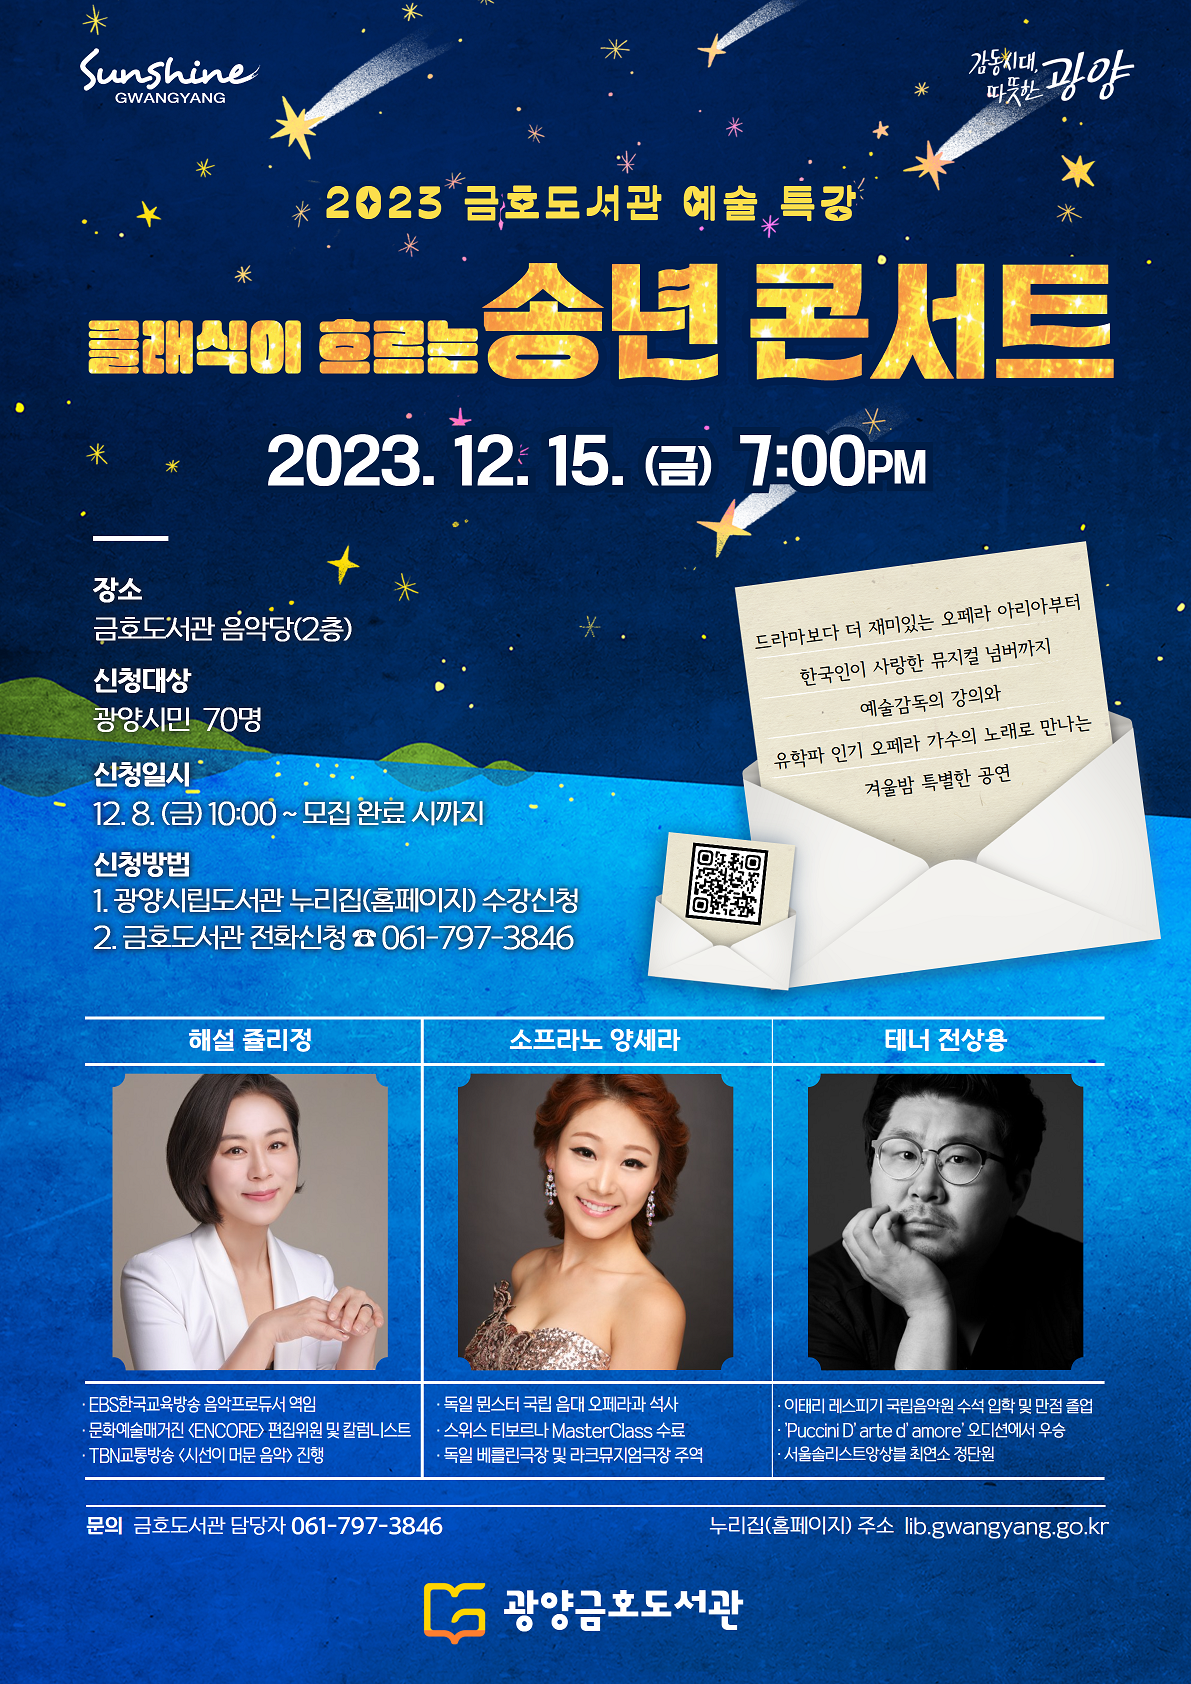 Sunshine
GWANGYANG
감동시대,
따뜻한 광양
2023 금호도서관 예술 특강
클래식이 흐르는 송년 콘서트
2023. 12. 15. (금) 7:00PM
장소
금호도서관 음악당(2층)
신청대상
광양시민 70명
신청일시
12. 8. (금) 10:00 ~ 모집 완료 시까지
신청방법
1. 광양시립도서관 누리집(홈페이지) 수강신청
2. 금호도서관 전화신청 ☎ 061-797-3846
드라마보다 더 재미있는 오페라 아리아부터
한국인이 사랑한 뮤지컬 넘버까지
예술감독의 강의와
유학파 인기 오페라 가수의 노래로 만나는
겨울밤 특별한 공연
해설 쥴리정
· EBS한국교육방송 음악프로듀서 역임
· 문화예술매거진 <ENCORE> 편집위원 및 칼럼니스트
· TBN교통방송 <시선이 머문 음악> 진행
소프라노 양세라
· 독일 뮌스터 국립 음대 오페라과 석사
· 스위스 티보르나 MasterClass 수료
· 독일 베를린극장 및 라크뮤지엄극장 주역
테너 전상용
· 이태리 레스피기 국립음악원 수석 입학 및 만점 졸업
· 'Puccini D' arte d' amore' 오디션에서 우승
· 서울솔리스트앙상블 최연소 정단원
문의 금호도서관 담당자 061-797-3846
누리집(홈페이지) 주소 lib.gwangyang.go.kr
광양금호도서관